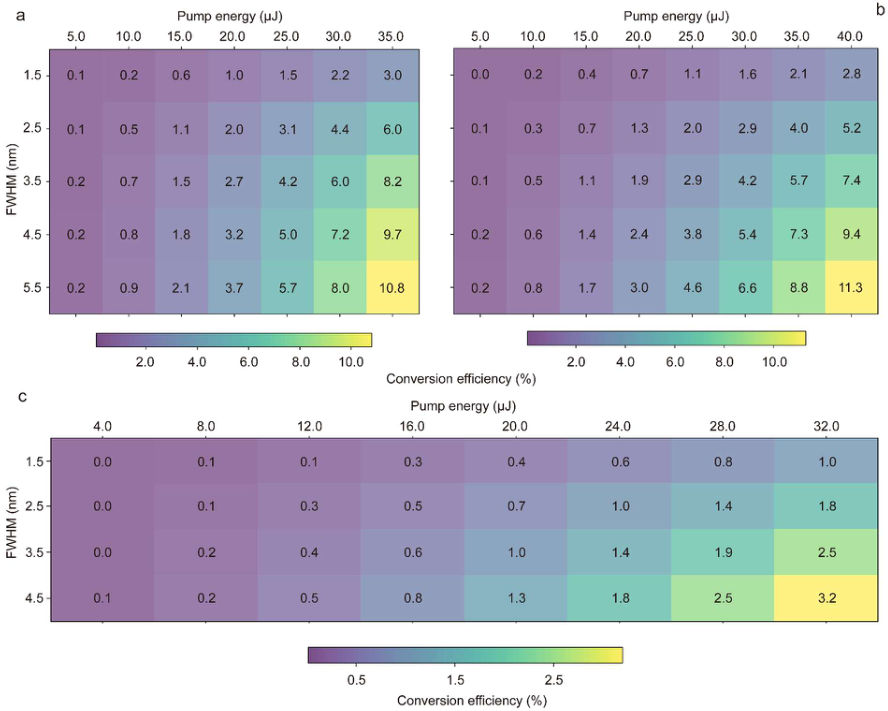 a
Pump energy (μJ)
5.0 10.0 15.0 20.0 25.0 30.0 35.0
FWHM (nm)
1.5 0.1 0.2 0.6 1.0 1.5 2.2 3.0
2.5 0.1 0.5 1.1 2.0 3.1 4.4 6.0
3.5 0.2 0.7 1.5 2.7 4.2 6.0 8.2
4.5 0.2 0.8 1.8 3.2 5.0 7.2 9.7
5.5 0.2 0.9 2.1 3.7 5.7 8.0 10.8
2.0 4.0 6.0 8.0 10.0
b
Pump energy (μJ)
5.0 10.0 15.0 20.0 25.0 30.0 35.0 40.0
0.0 0.2 0.4 0.7 1.1 1.6 2.1 2.8
0.1 0.3 0.7 1.3 2.0 2.9 4.0 5.2
0.1 0.5 1.1 1.9 2.9 4.2 5.7 7.4
0.2 0.6 1.4 2.4 3.8 5.4 7.3 9.4
0.2 0.8 1.7 3.0 4.6 6.6 8.8 11.3
2.0 4.0 6.0 8.0 10.0
Conversion efficiency (%)
c
Pump energy (μJ)
4.0 8.0 12.0 16.0 20.0 24.0 28.0 32.0
FWHM (nm)
1.5 0.0 0.1 0.1 0.3 0.4 0.6 0.8 1.0
2.5 0.0 0.1 0.3 0.5 0.7 1.0 1.4 1.8
3.5 0.0 0.2 0.4 0.6 1.0 1.4 1.9 2.5
4.5 0.1 0.2 0.5 0.8 1.3 1.8 2.5 3.2
0.5 1.5 2.5
Conversion efficiency (%)